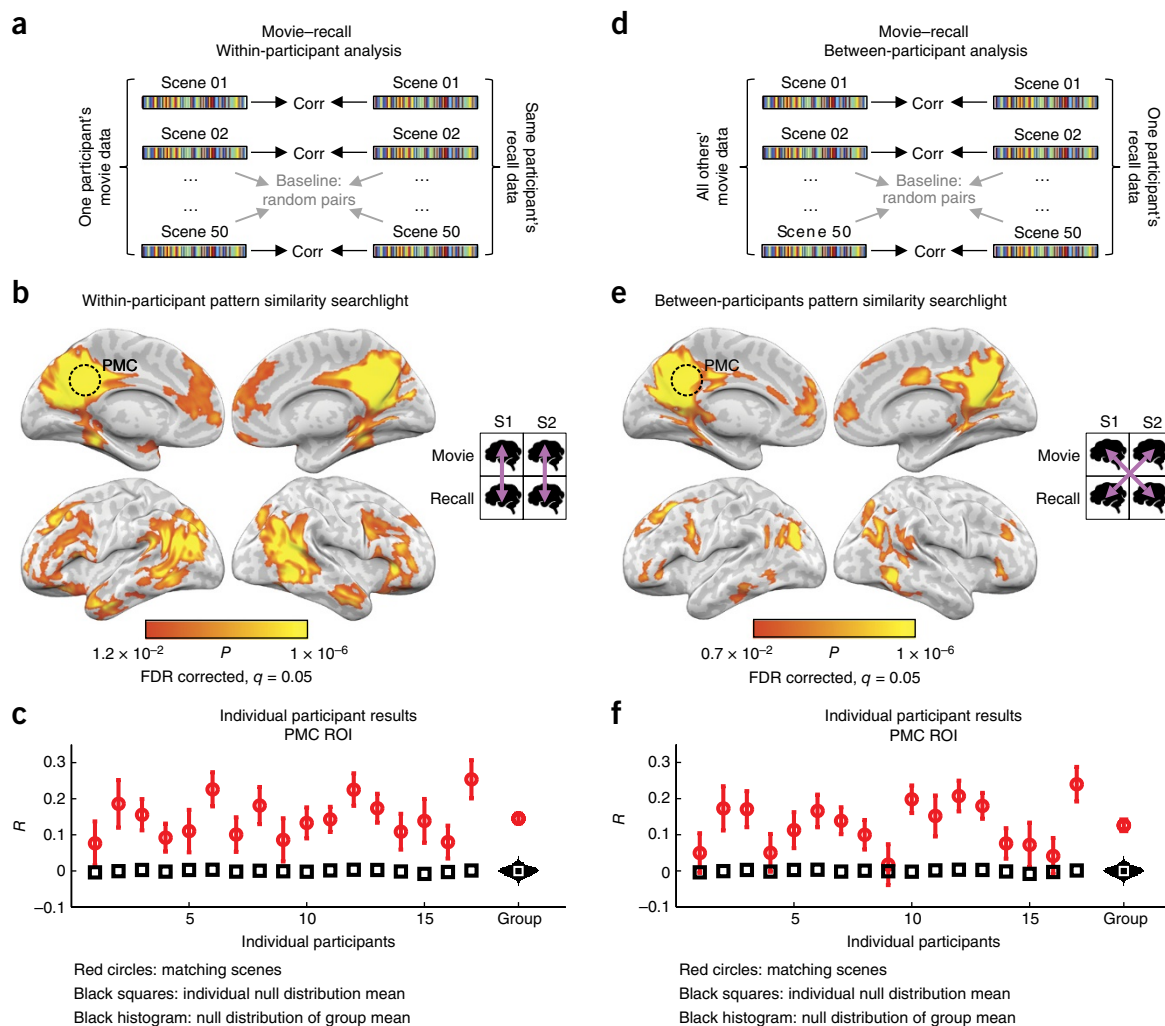 a
Movie–recall
Within-participant analysis
One participant's
movie data
Scene 01
Corr
Scene 01
Scene 02
Corr
Scene 02
...
Baseline:
random pairs
...
...
...
Scene 50
Corr
Scene 50
Same participant's
recall data
b
Within-participant pattern similarity searchlight
PMC
S1 S2
Movie
Recall
1.2 × 10⁻² P 1 × 10⁻⁶
FDR corrected, q = 0.05
c
Individual participant results
PMC ROI
R
0.3
0.2
0.1
0
–0.1
5 10 15 Group
Individual participants
Red circles: matching scenes
Black squares: individual null distribution mean
Black histogram: null distribution of group mean
d
Movie–recall
Between-participant analysis
All others'
movie data
Scene 01
Corr
Scene 01
Scene 02
Corr
Scene 02
...
Baseline:
random pairs
...
...
...
Scene 50
Corr
Scene 50
One participant's
recall data
e
Between-participants pattern similarity searchlight
PMC
S1 S2
Movie
Recall
0.7 × 10⁻² P 1 × 10⁻⁶
FDR corrected, q = 0.05
f
Individual participant results
PMC ROI
R
0.3
0.2
0.1
0
–0.1
5 10 15 Group
Individual participants
Red circles: matching scenes
Black squares: individual null distribution mean
Black histogram: null distribution of group mean